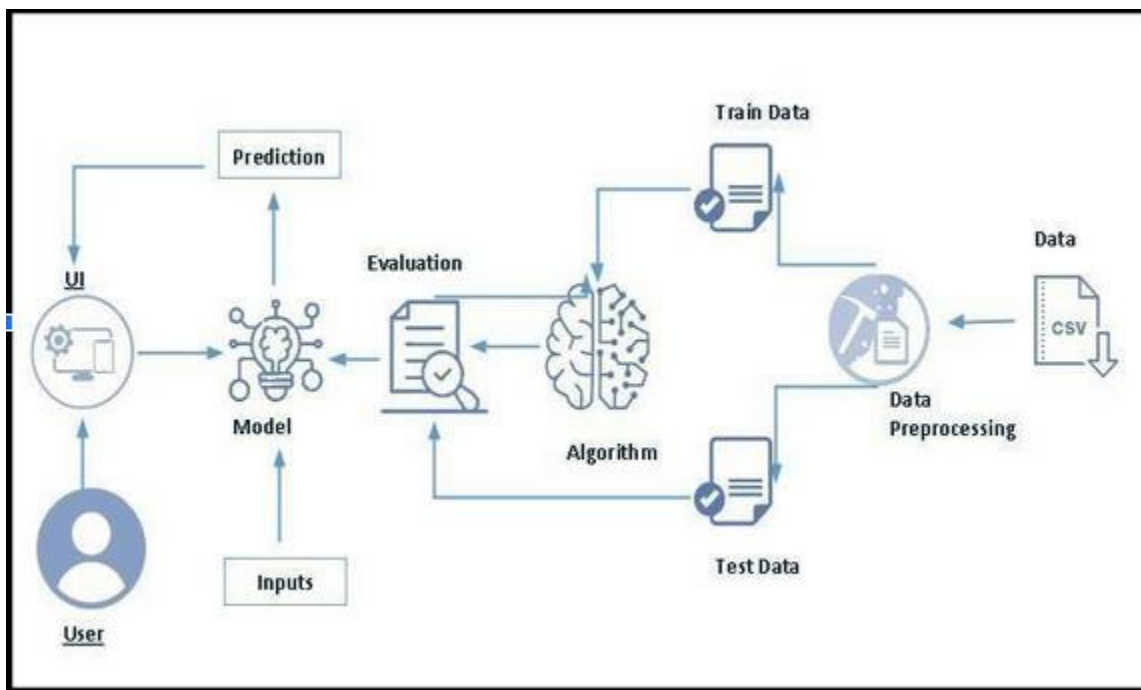 Train Data
Prediction
Data
Evaluation
UI
CSV
Data
Preprocessing
Model
Algorithm
Inputs
Test Data
User